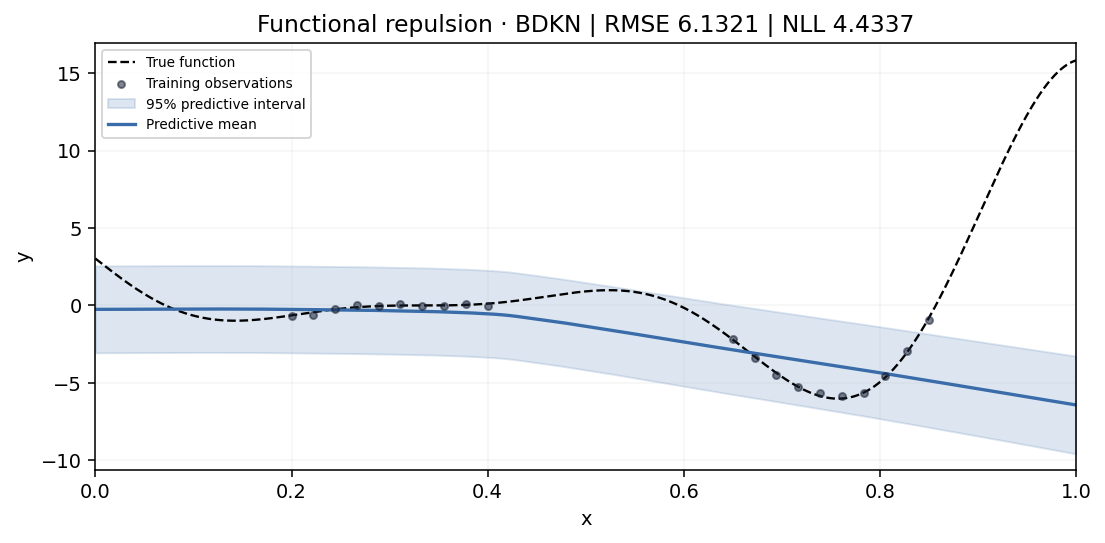 Functional repulsion · BDKN | RMSE 6.1321 | NLL 4.4337
True function
Training observations
95% predictive interval
Predictive mean
15
10
5
0
−5
−10
y
0.0 0.2 0.4 0.6 0.8 1.0
x